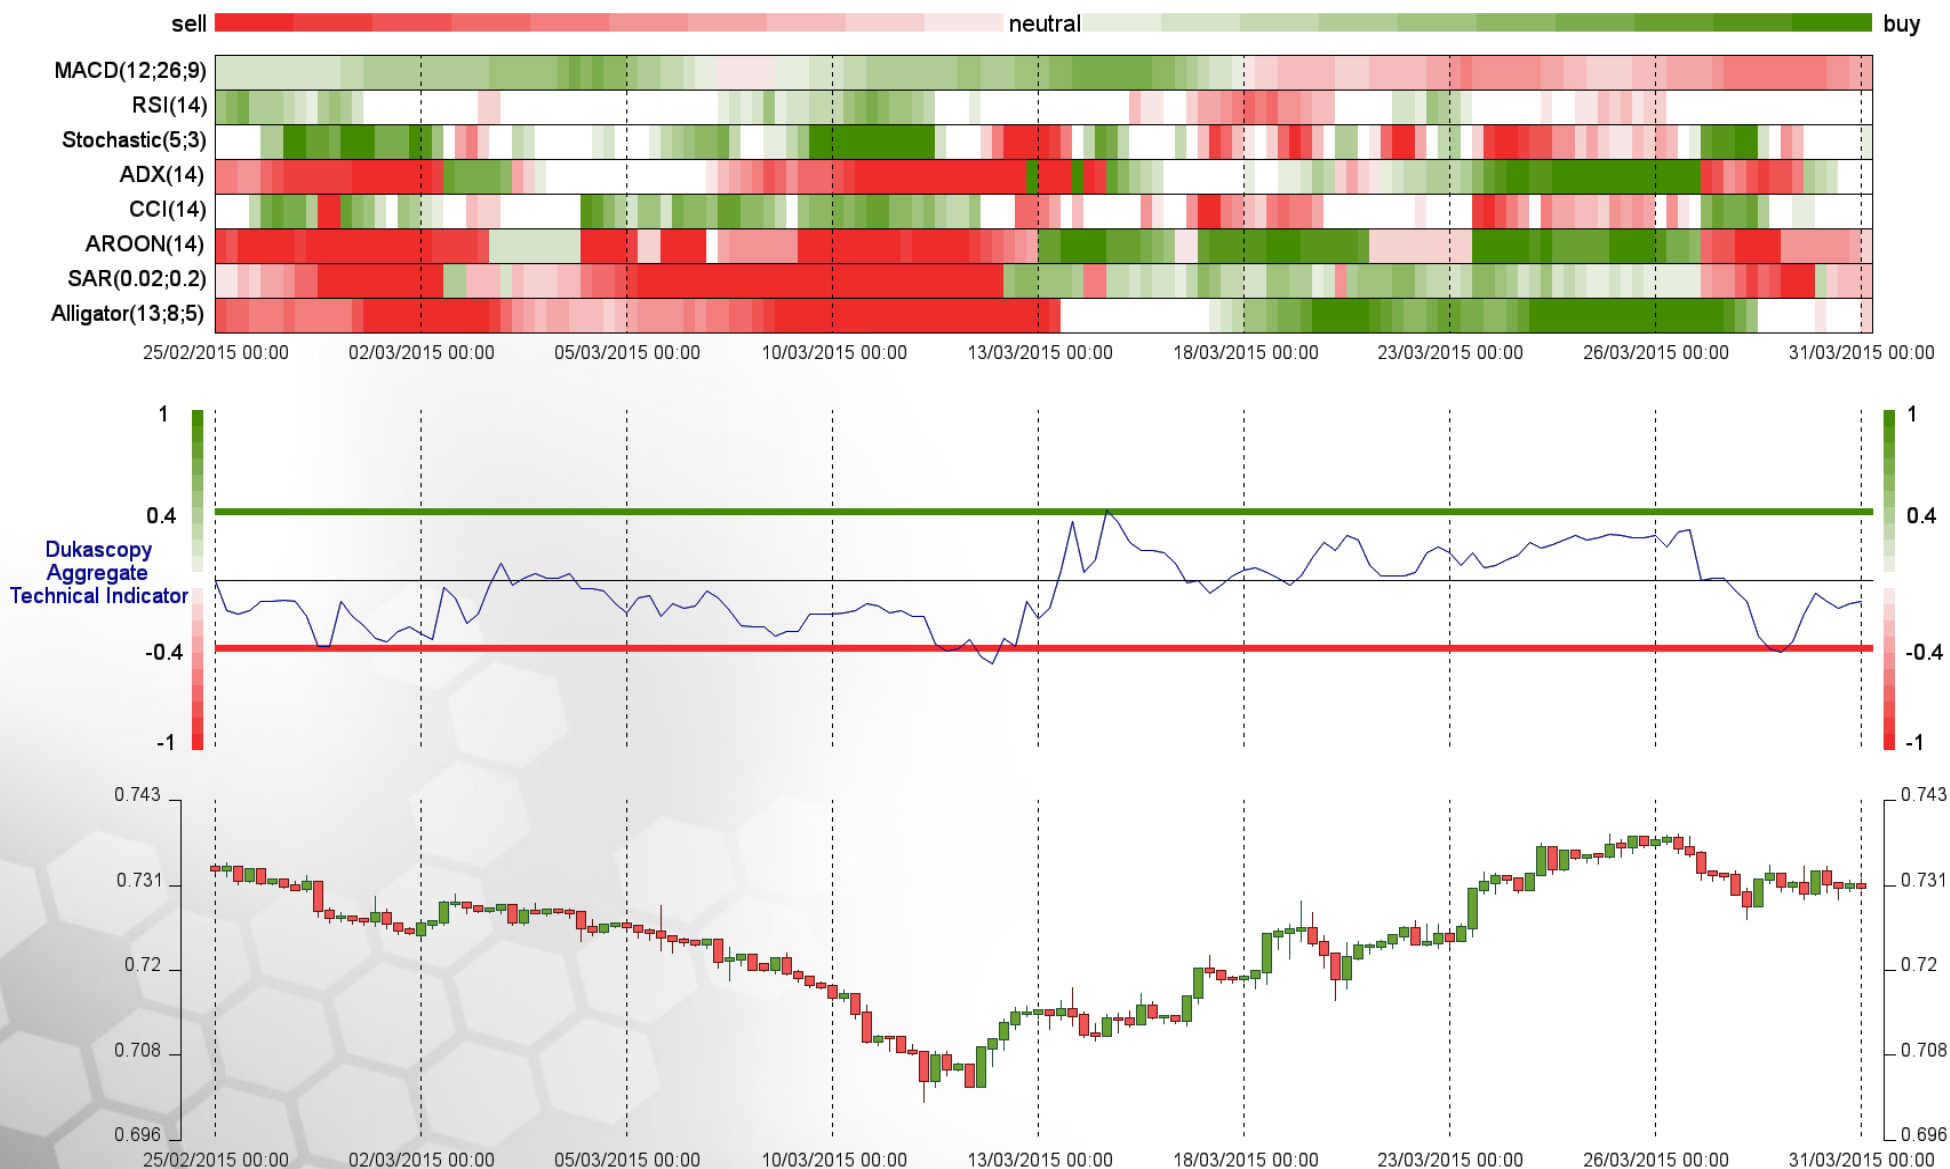 sell neutral buy
MACD(12;26;9)
RSI(14)
Stochastic(5;3)
ADX(14)
CCI(14)
AROON(14)
SAR(0.02;0.2)
Alligator(13;8;5)
25/02/2015 00:00 02/03/2015 00:00 05/03/2015 00:00 10/03/2015 00:00 13/03/2015 00:00 18/03/2015 00:00 23/03/2015 00:00 26/03/2015 00:00 31/03/2015 00:00
1 1
0.4 0.4
Dukascopy
Aggregate
Technical Indicator
-0.4 -0.4
-1 -1
0.743 0.743
0.731 0.731
0.72 0.72
0.708 0.708
0.696 0.696
25/02/2015 00:00 02/03/2015 00:00 05/03/2015 00:00 10/03/2015 00:00 13/03/2015 00:00 18/03/2015 00:00 23/03/2015 00:00 26/03/2015 00:00 31/03/2015 00:00